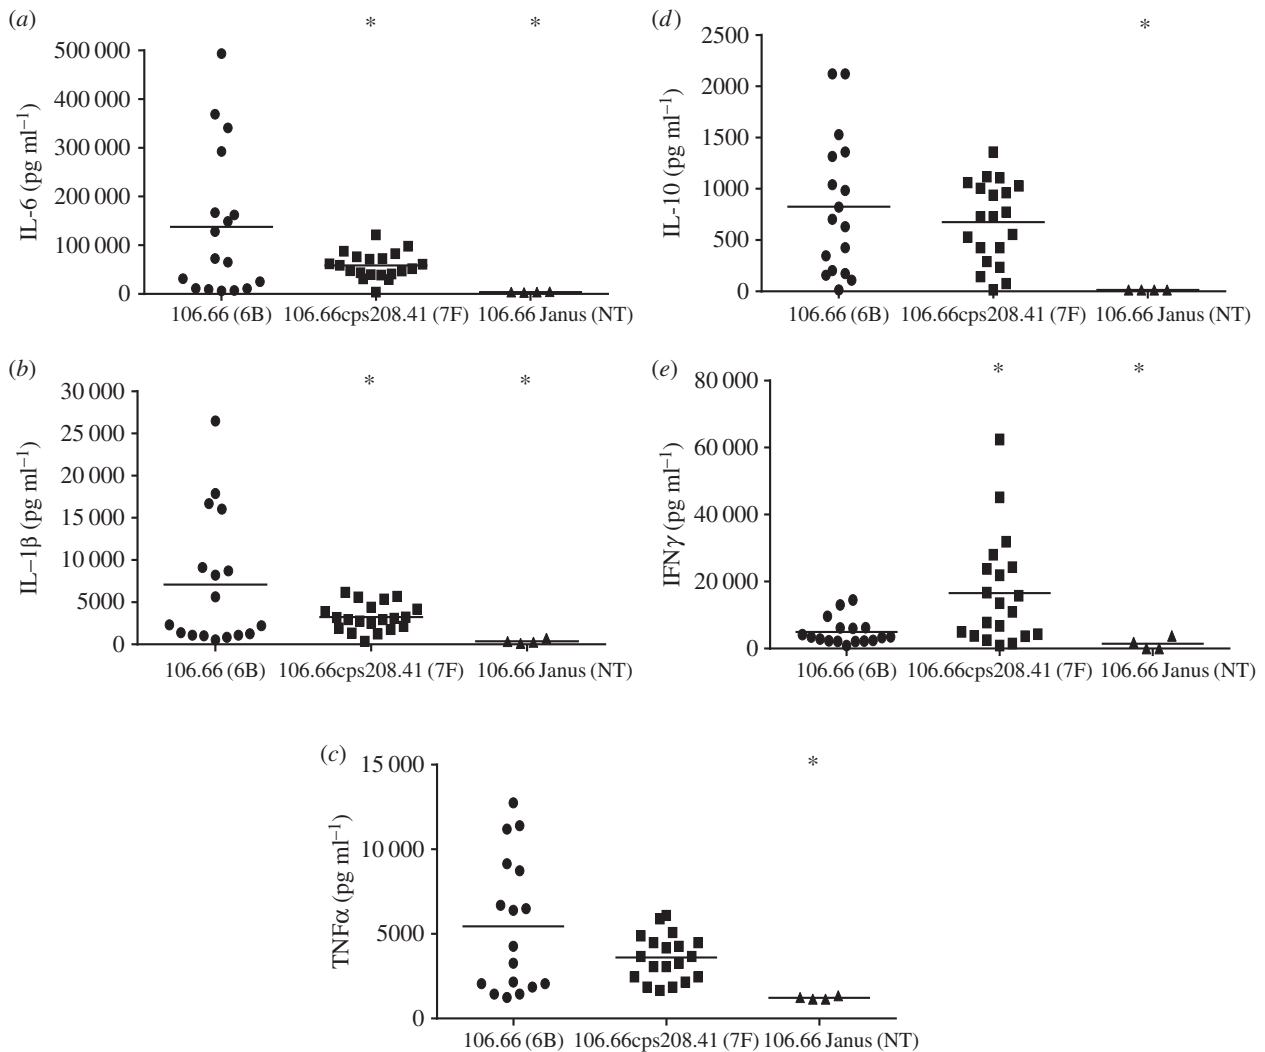 (a)
*
*
500 000
400 000
300 000
200 000
100 000
0
IL-6 (pg ml−1)
106.66 (6B)
106.66cps208.41 (7F)
106.66 Janus (NT)
(d)
*
2500
2000
1500
1000
500
0
IL-10 (pg ml−1)
106.66 (6B)
106.66cps208.41 (7F)
106.66 Janus (NT)
(b)
*
*
30 000
25 000
20 000
15 000
10 000
5000
0
IL–1β (pg ml−1)
106.66 (6B)
106.66cps208.41 (7F)
106.66 Janus (NT)
(e)
*
*
80 000
60 000
40 000
20 000
0
IFNγ (pg ml−1)
106.66 (6B)
106.66cps208.41 (7F)
106.66 Janus (NT)
(c)
*
15 000
10 000
5000
0
TNFα (pg ml−1)
106.66 (6B)
106.66cps208.41 (7F)
106.66 Janus (NT)